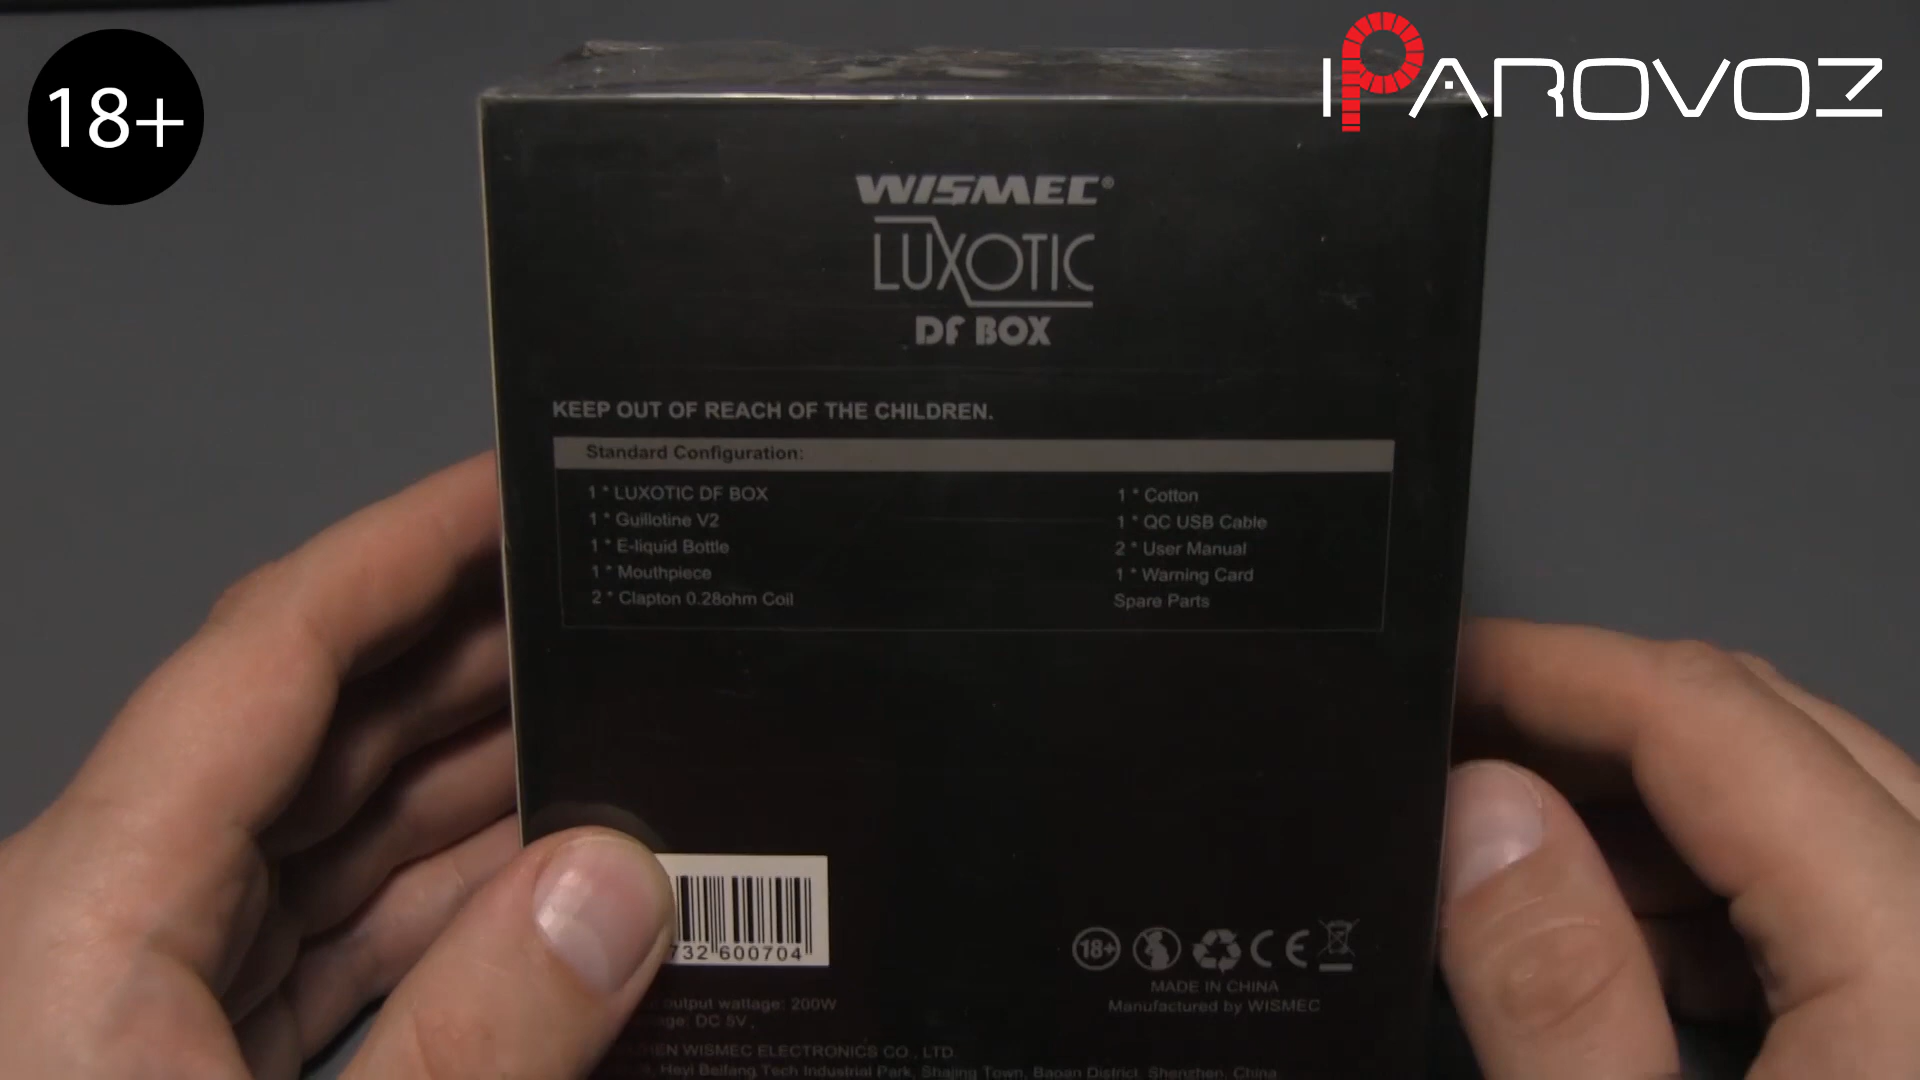 18+
IPAROVOZ
WISMEC®
LUXOTIC
DF BOX
KEEP OUT OF REACH OF THE CHILDREN.
Standard Configuration:
1 * LUXOTIC DF BOX
1 * Guillotine V2
1 * E-liquid Bottle
1 * Mouthpiece
2 * Clapton 0.28ohm Coil
1 * Cotton
1 * QC USB Cable
2 * User Manual
1 * Warning Card
Spare Parts
732 600704
18+
CE
MADE IN CHINA
Manufactured by WISMEC
output wattage: 200W
DC 5V
WISMEC ELECTRONICS CO., LTD.
Heyi Beifang Tech Industrial Park, Shajing Town, Baoan District, Shenzhen, China